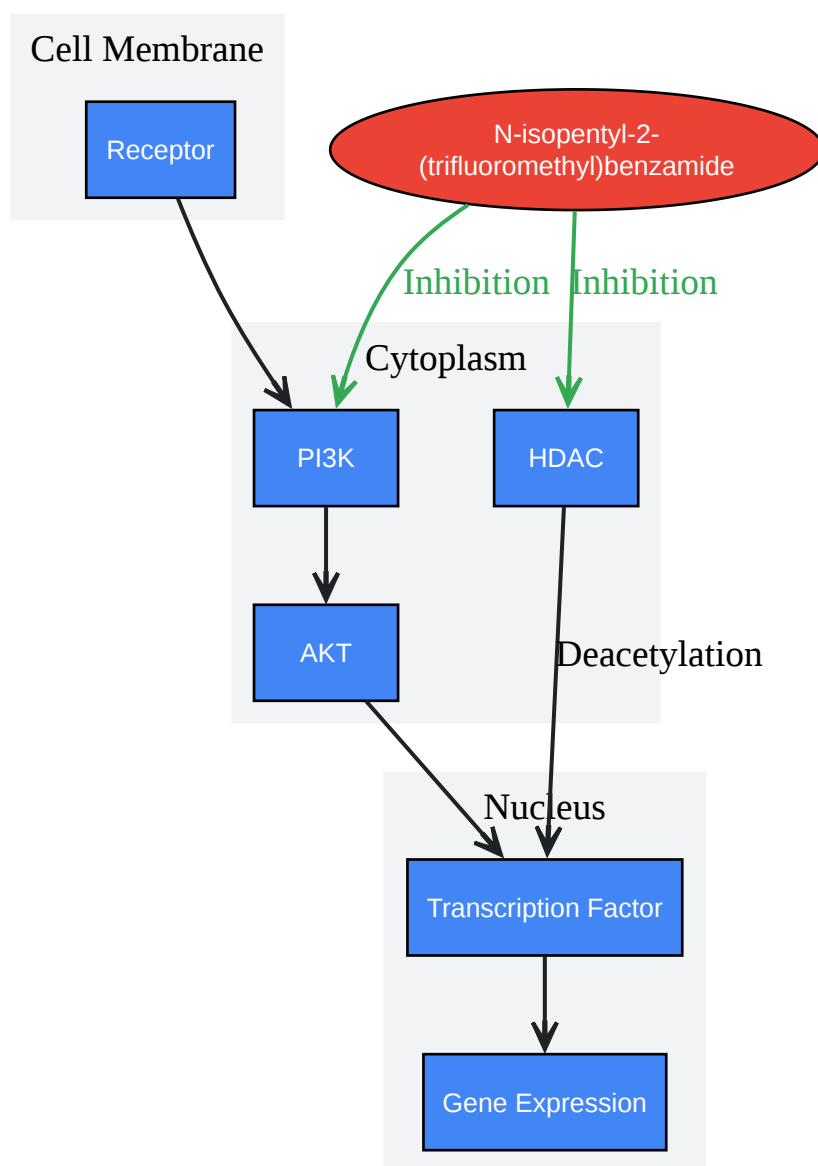 Cell Membrane
Receptor
N-isopentyl-2-
(trifluoromethyl)benzamide
Inhibition
Inhibition
Cytoplasm
PI3K
HDAC
AKT
Deacetylation
Nucleus
Transcription Factor
Gene Expression